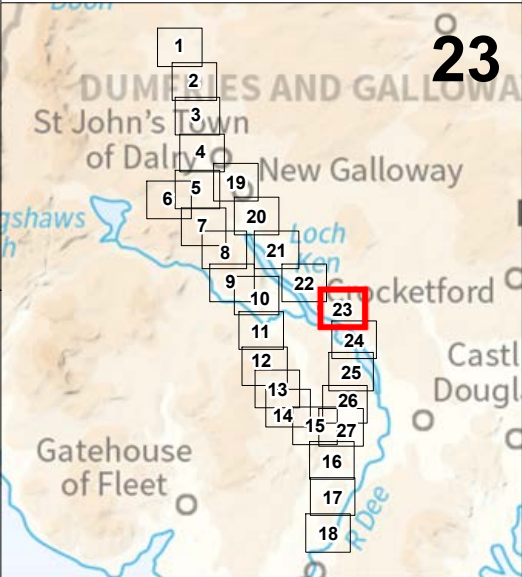 Doon
23
1
2
DUMFRIES AND GALLOWA
3
St John's Town
of Dalry
4
19
New Galloway
5
6
20
7
Loch
Ken
gshaws
h
8
21
9
22
Crocketford
10
23
11
24
Castl
Dougl
12
25
13
26
14
15
27
Gatehouse
of Fleet
16
17
R Dee
18